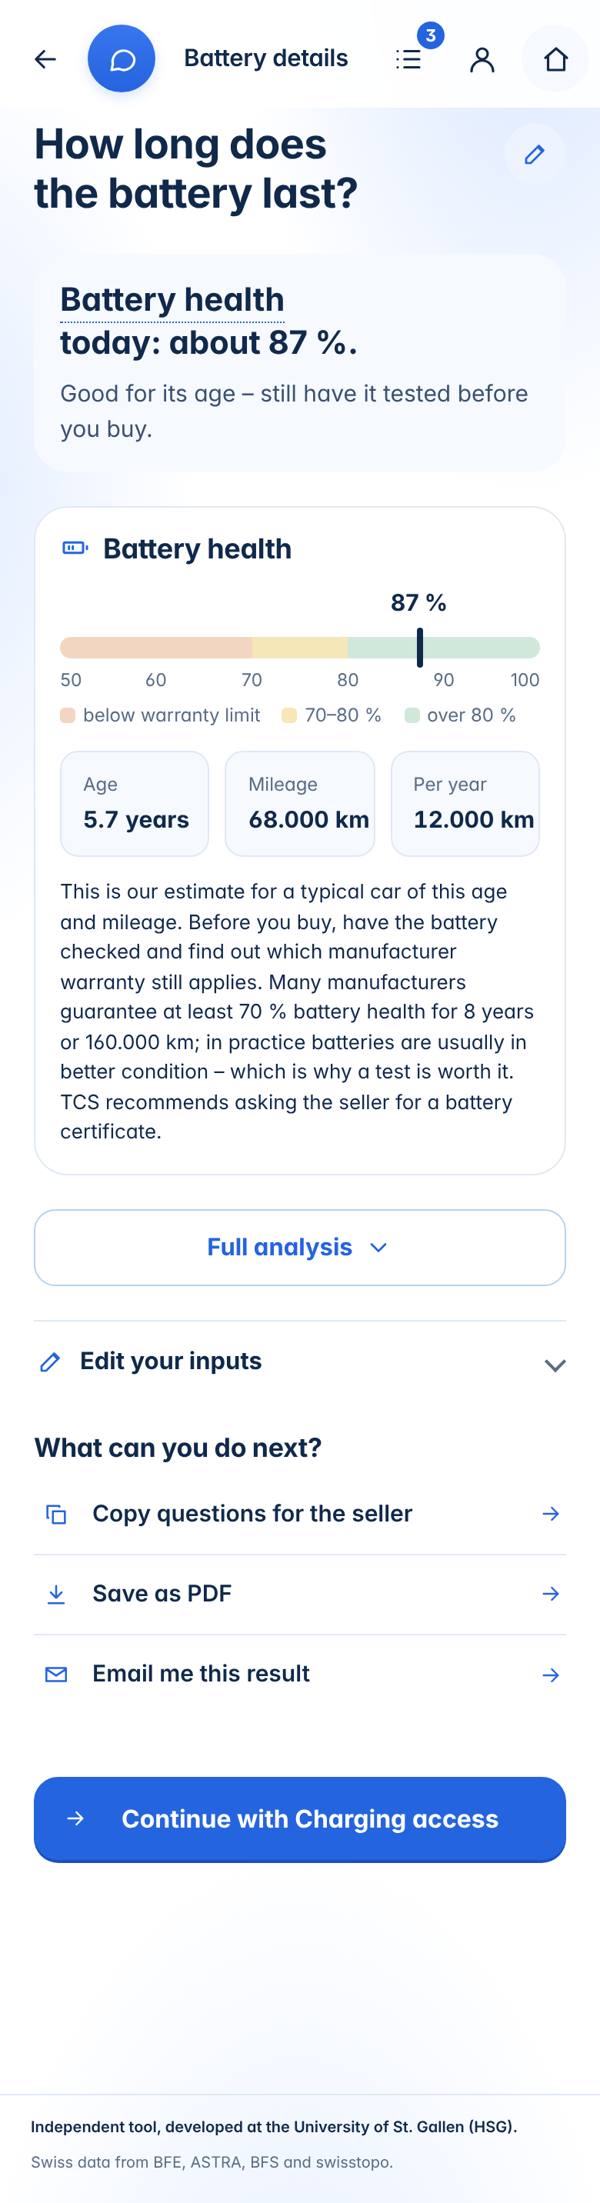 3
Battery details
How long does
the battery last?
Battery health
today: about 87 %.
Good for its age – still have it tested before
you buy.
Battery health
87 %
50 60 70 80 90 100
below warranty limit 70–80 % over 80 %
Age Mileage Per year
5.7 years 68.000 km 12.000 km
This is our estimate for a typical car of this age
and mileage. Before you buy, have the battery
checked and find out which manufacturer
warranty still applies. Many manufacturers
guarantee at least 70 % battery health for 8 years
or 160.000 km; in practice batteries are usually in
better condition – which is why a test is worth it.
TCS recommends asking the seller for a battery
certificate.
Full analysis
Edit your inputs
What can you do next?
Copy questions for the seller
Save as PDF
Email me this result
Continue with Charging access
Independent tool, developed at the University of St. Gallen (HSG).
Swiss data from BFE, ASTRA, BFS and swisstopo.